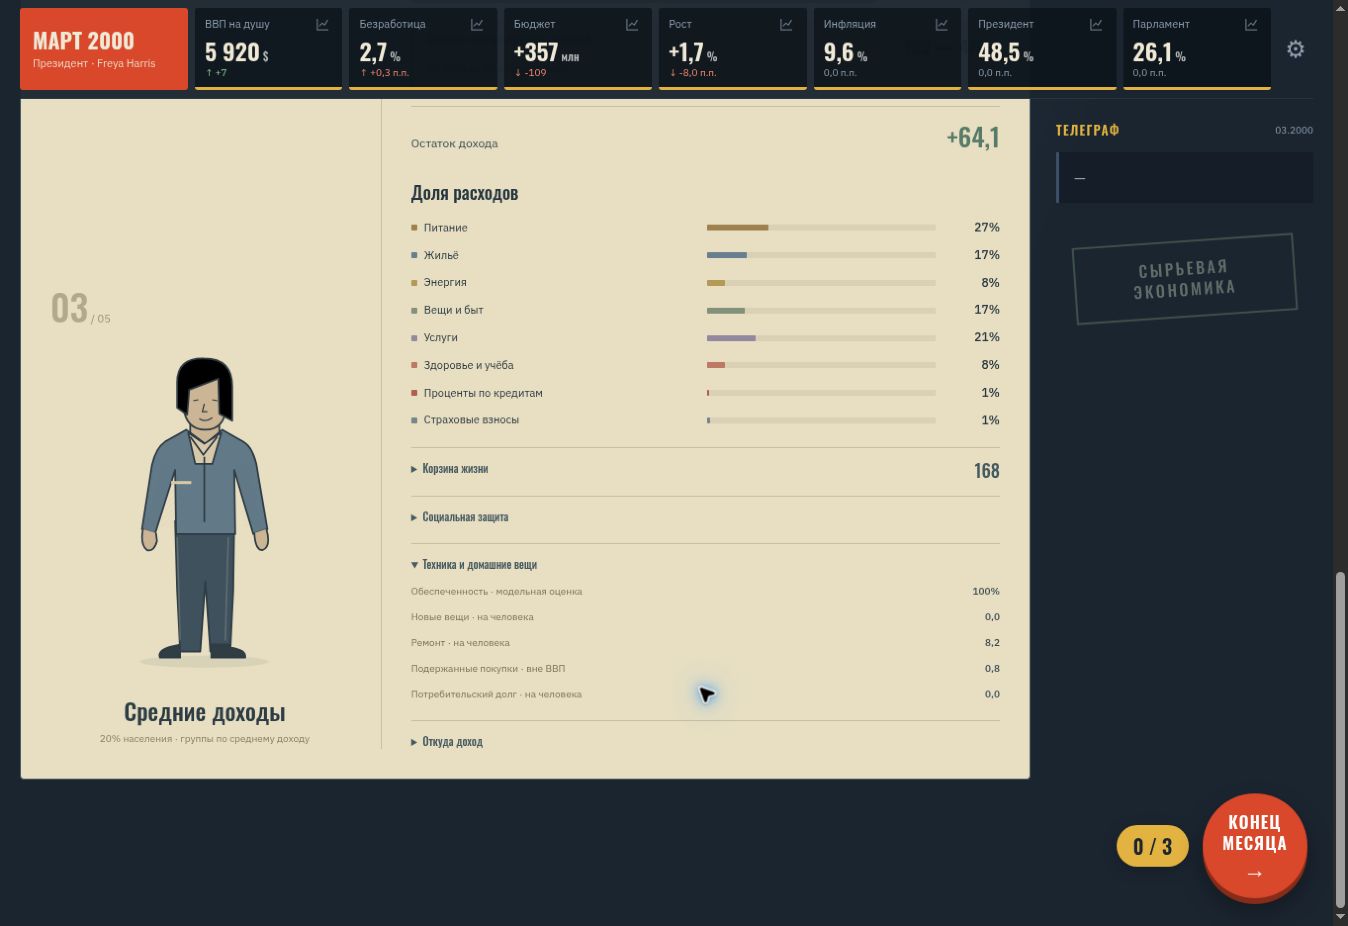 МАРТ 2000
Президент · Freya Harris
ВВП на душу
5 920 $
↑ +7
Безработица
2,7 %
↑ +0,3 п.п.
Бюджет
+357 млн
↓ -109
Рост
+1,7 %
↓ -8,0 п.п.
Инфляция
9,6 %
0,0 п.п.
Президент
48,5 %
0,0 п.п.
Парламент
26,1 %
0,0 п.п.
03 / 05
Средние доходы
20% населения · группы по среднему доходу
Остаток дохода +64,1
Доля расходов
Питание 27%
Жильё 17%
Энергия 8%
Вещи и быт 17%
Услуги 21%
Здоровье и учёба 8%
Проценты по кредитам 1%
Страховые взносы 1%
▶ Корзина жизни 168
▶ Социальная защита
▼ Техника и домашние вещи
Обеспеченность · модельная оценка 100%
Новые вещи · на человека 0,0
Ремонт · на человека 8,2
Подержанные покупки · вне ВВП 0,8
Потребительский долг · на человека 0,0
▶ Откуда доход
ТЕЛЕГРАФ 03.2000
—
СЫРЬЕВАЯ
ЭКОНОМИКА
0 / 3
КОНЕЦ
МЕСЯЦА
→